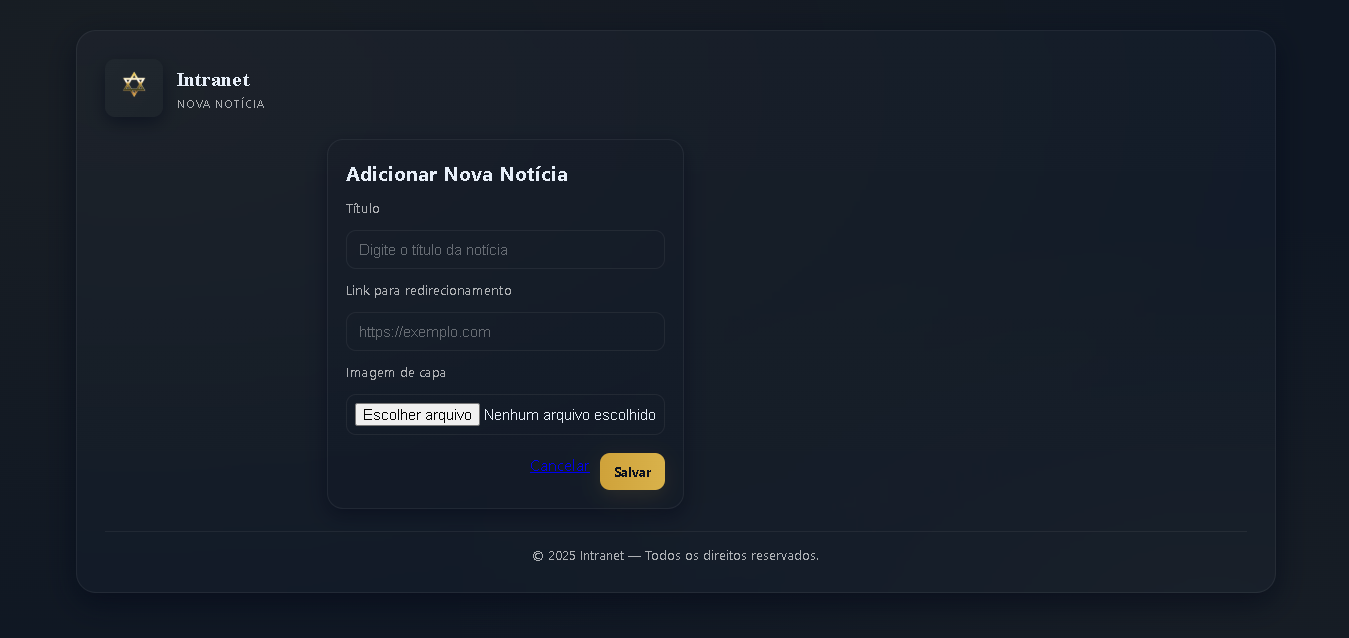 Intranet
NOVA NOTÍCIA
Adicionar Nova Notícia
Título
Digite o título da notícia
Link para redirecionamento
https://exemplo.com
Imagem de capa
Escolher arquivo Nenhum arquivo escolhido
Cancelar Salvar
© 2025 Intranet — Todos os direitos reservados.